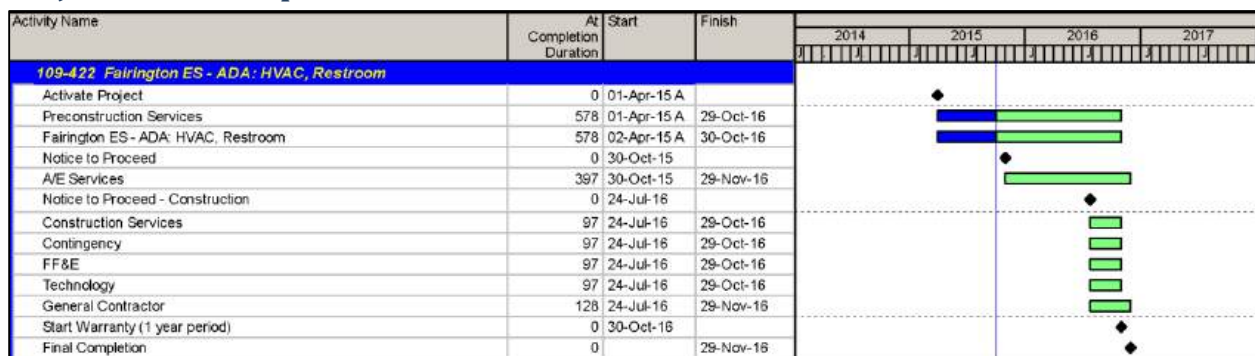 Activity Name At Completion Duration Start Finish 2014 2015 2016 2017
109-422 Fairington ES - ADA: HVAC, Restroom
Activate Project 0 01-Apr-15 A
Preconstruction Services 578 01-Apr-15 A 29-Oct-16
Fairington ES - ADA: HVAC, Restroom 578 02-Apr-15 A 30-Oct-16
Notice to Proceed 0 30-Oct-15
A/E Services 397 30-Oct-15 29-Nov-16
Notice to Proceed - Construction 0 24-Jul-16
Construction Services 97 24-Jul-16 29-Oct-16
Contingency 97 24-Jul-16 29-Oct-16
FF&E 97 24-Jul-16 29-Oct-16
Technology 97 24-Jul-16 29-Oct-16
General Contractor 128 24-Jul-16 29-Nov-16
Start Warranty (1 year period) 0 30-Oct-16
Final Completion 0 29-Nov-16